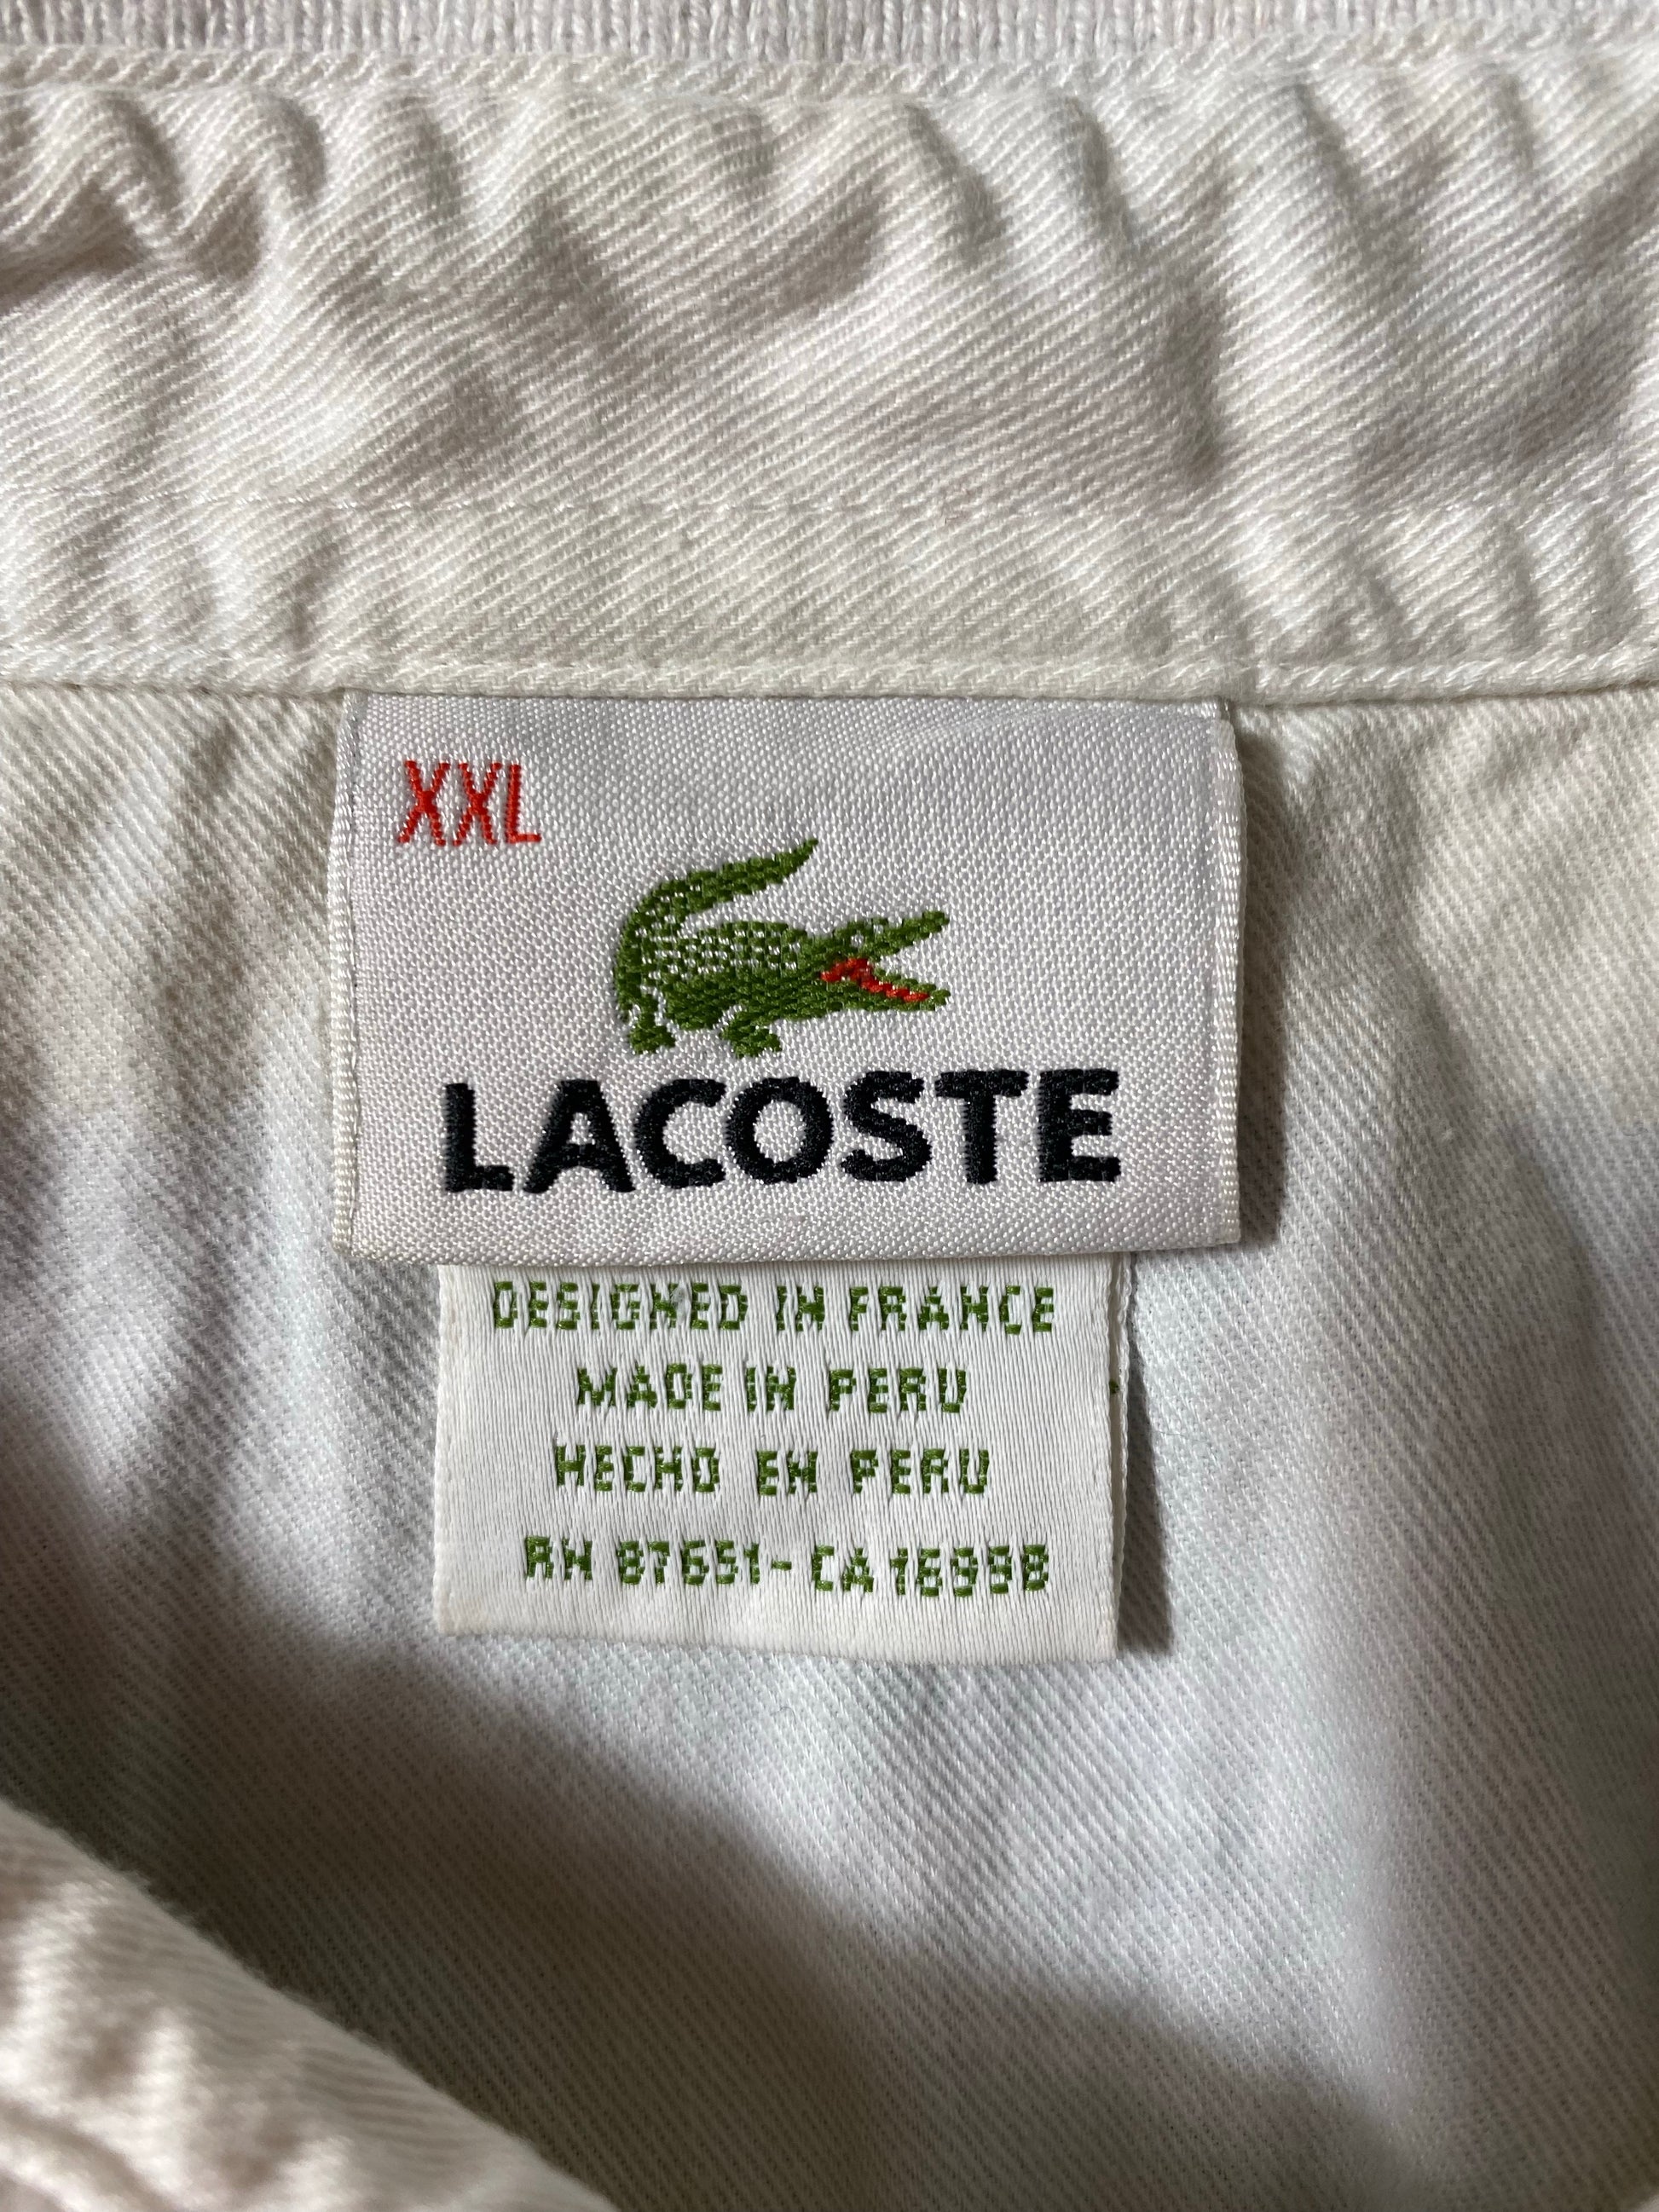 XXL
LACOSTE
DESIGNED IN FRANCE
MADE IN PERU
HECHO EN PERU
RN 87651-CA 16998